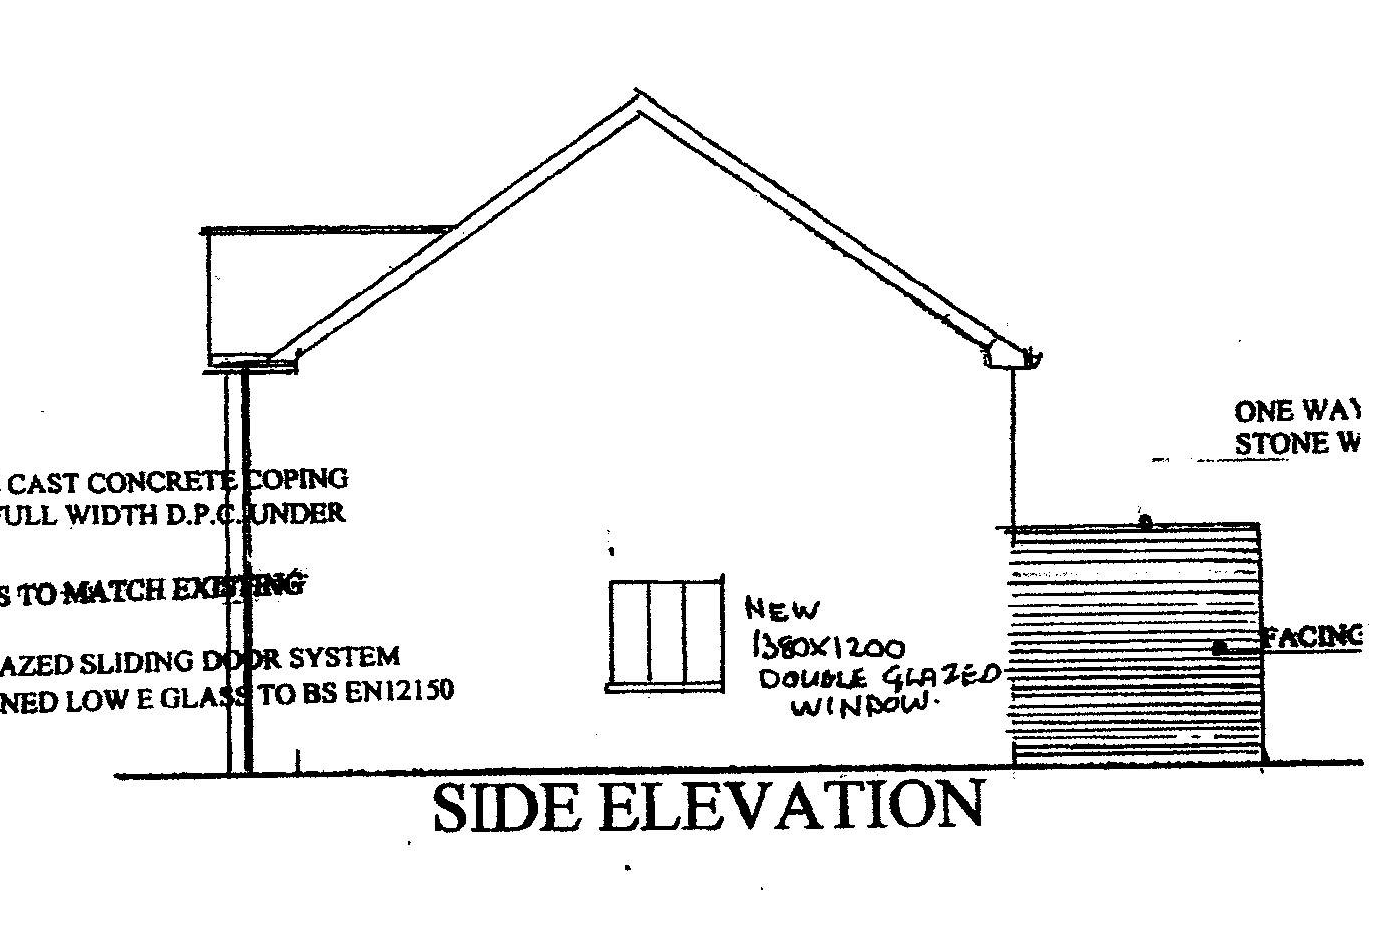 ONE WAY
STONE W
CAST CONCRETE COPING
FULL WIDTH D.P.C. UNDER
S TO MATCH EXISTING
NEW
1380X1200
DOUBLE GLAZED
WINDOW.
FACING
AZED SLIDING DOOR SYSTEM
NED LOW E GLASS TO BS EN12150
SIDE ELEVATION